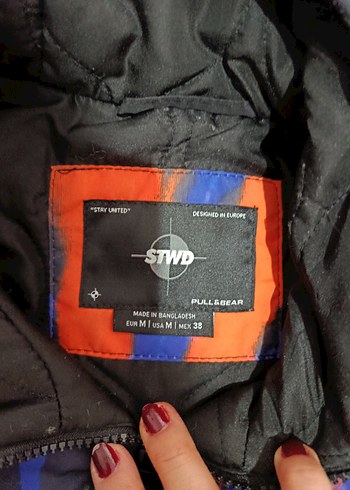 "STAY UNITED" DESIGNED IN EUROPE
STWD
PULL&BEAR
MADE IN BANGLADESH
EUR M | USA M | MEX 38